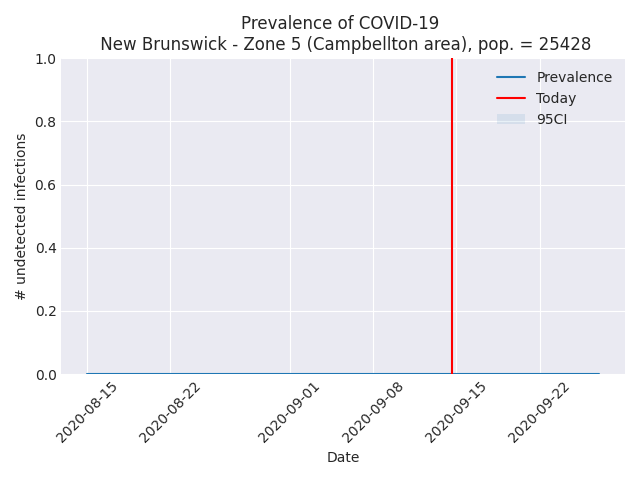 Prevalence of COVID-19
New Brunswick - Zone 5 (Campbellton area), pop. = 25428
Prevalence
Today
95CI
# undetected infections
1.0
0.8
0.6
0.4
0.2
0.0
2020-08-15
2020-08-22
2020-09-01
2020-09-08
2020-09-15
2020-09-22
Date